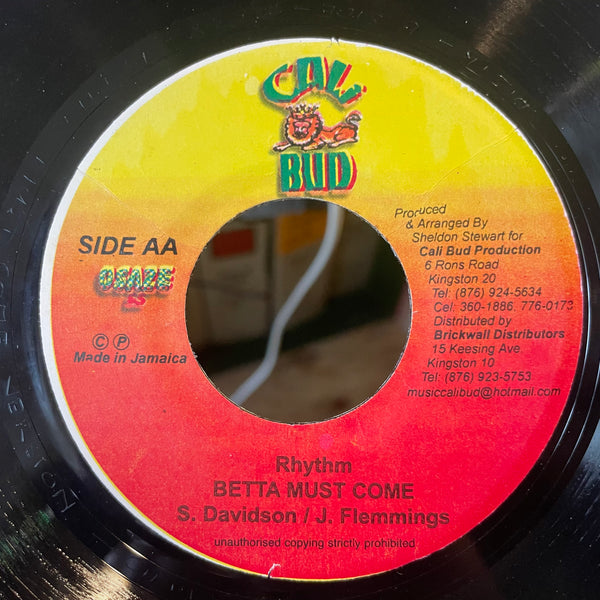 CALI
BUD
SIDE AA
Produced
& Arranged By
Sheldon Stewart for
Cali Bud Production
6 Rons Road
Kingston 20
Tel: (876) 924-5634
Cel: 360-1886, 776-0173
Distributed by
Brickwall Distributors
15 Keesing Ave,
Kingston 10
Tel: (876) 923-5753
musiccalibud@hotmail.com
© ℗
Made in Jamaica
Rhythm
BETTA MUST COME
S. Davidson / J. Flemmings
unauthorised copying strictly prohibited.